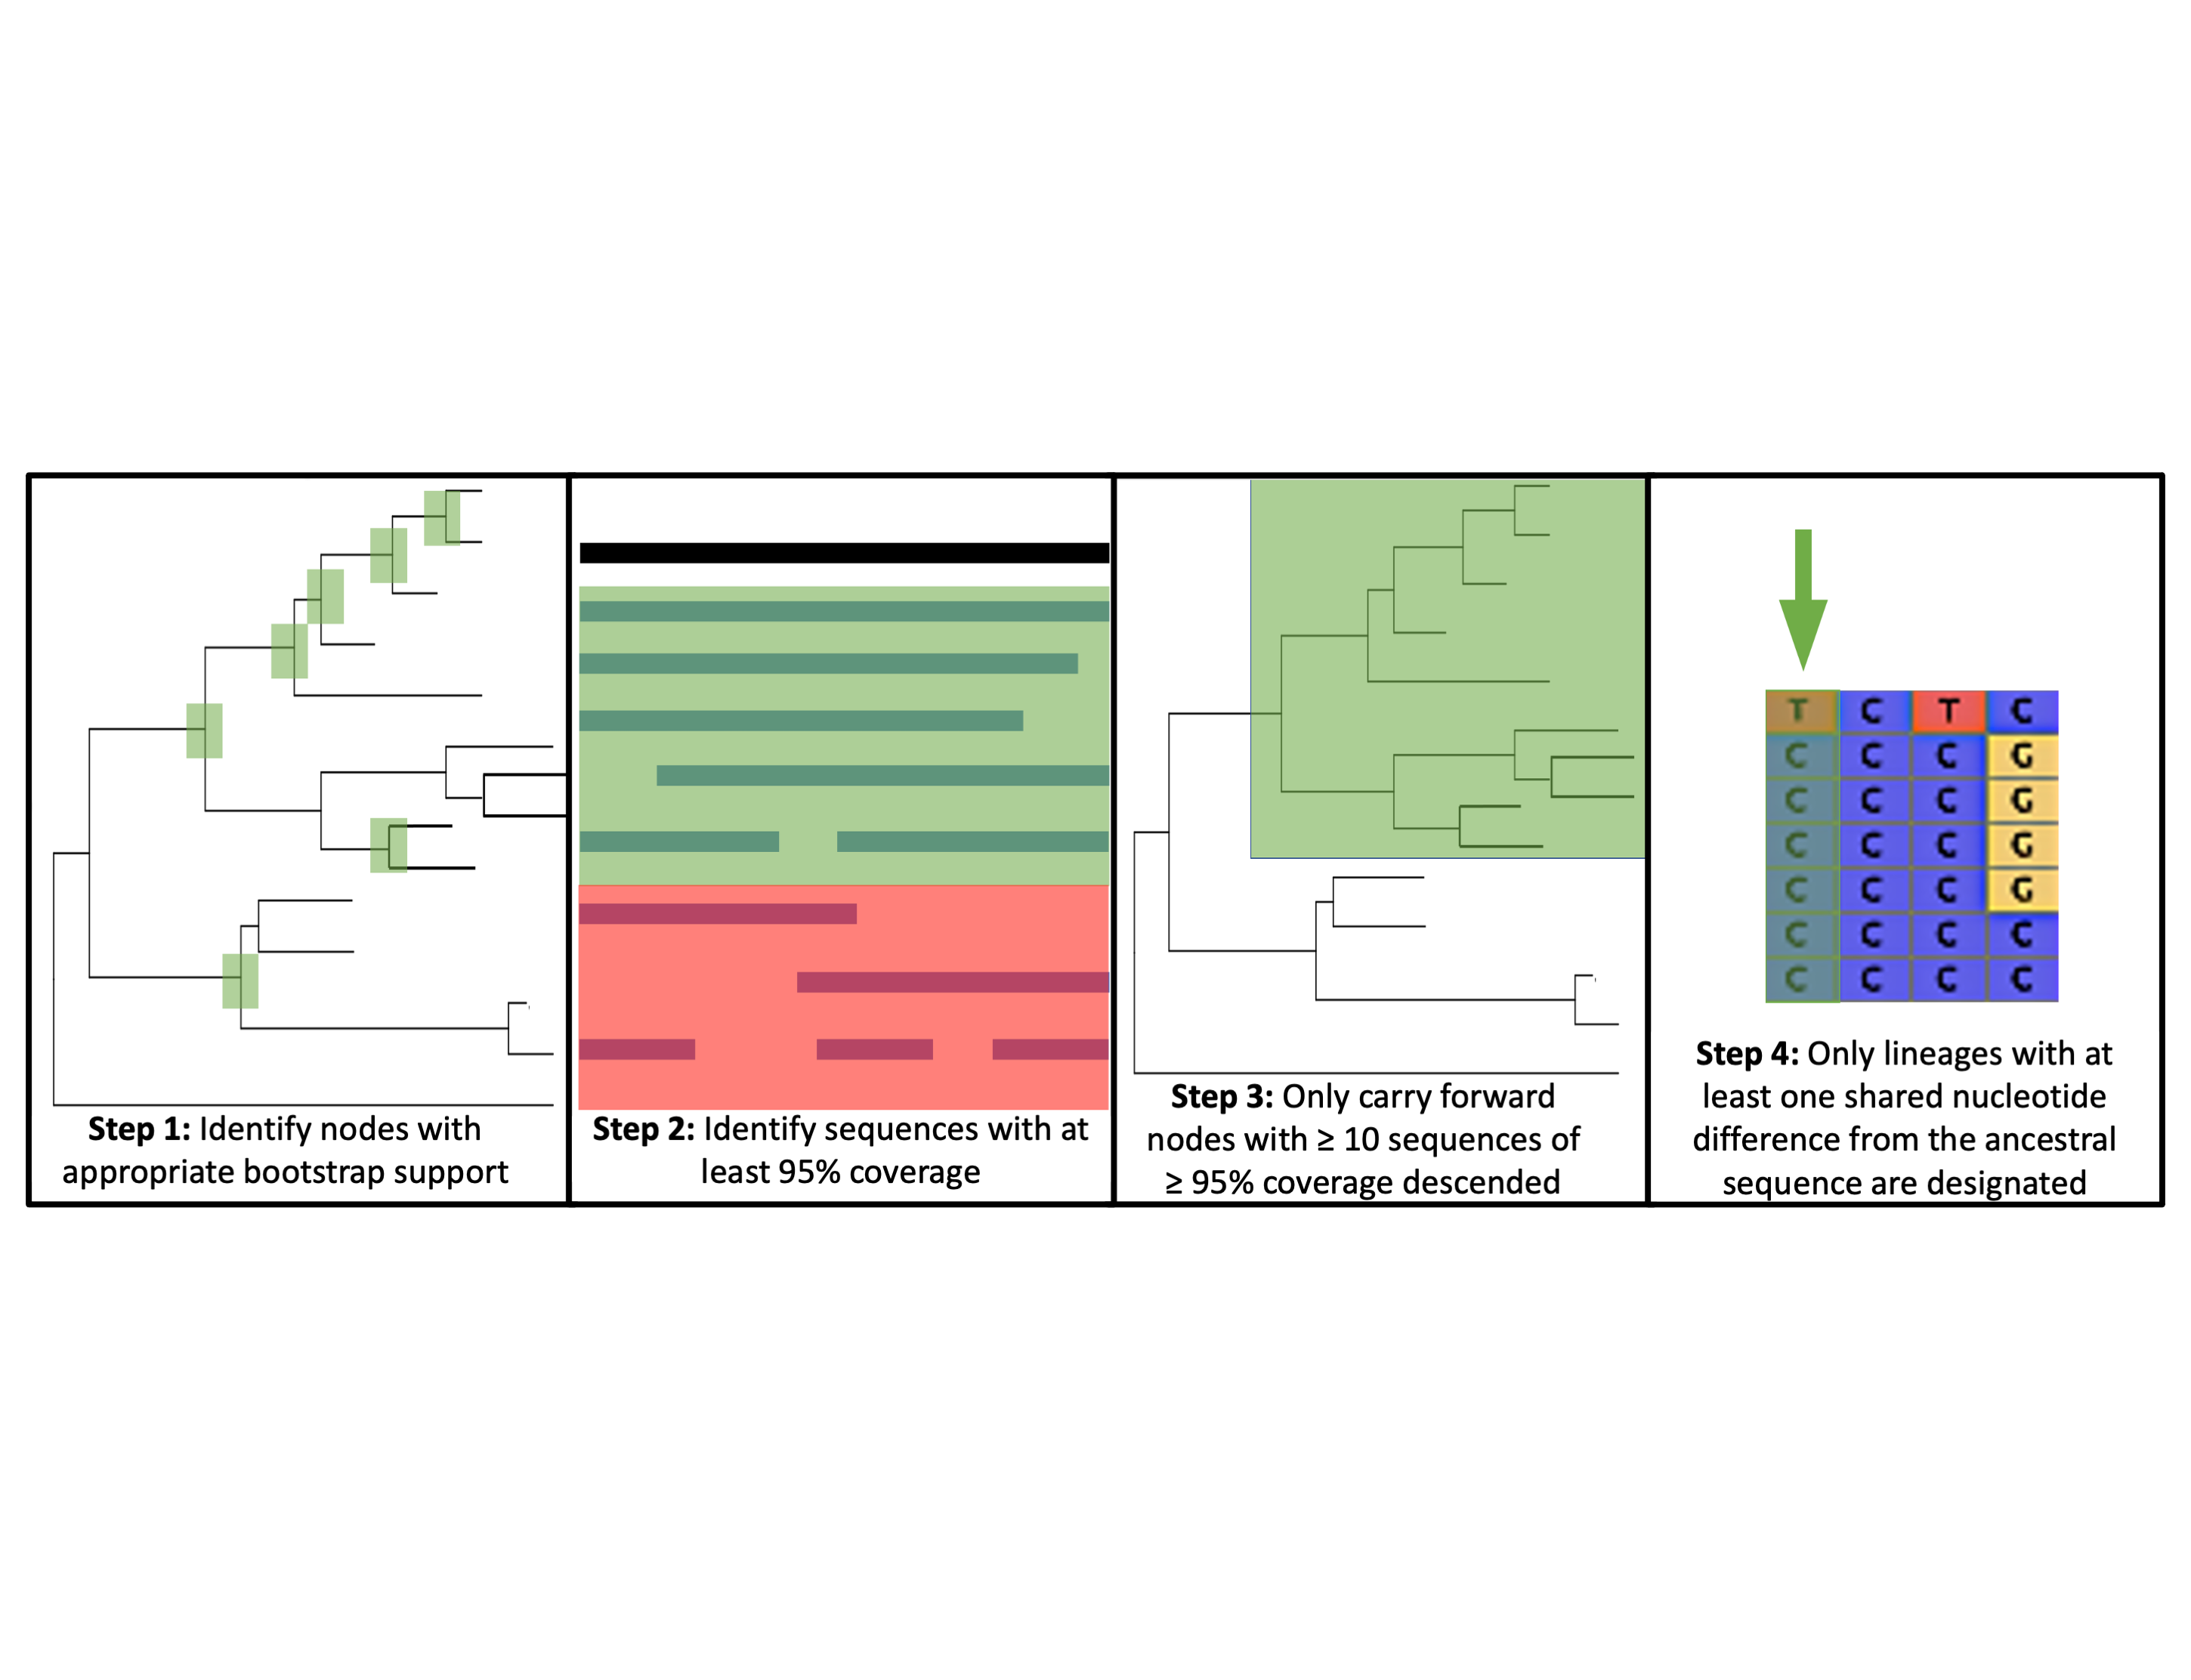 Step 1: Identify nodes with
appropriate bootstrap support
Step 2: Identify sequences with at
least 95% coverage
Step 3: Only carry forward
nodes with ≥ 10 sequences of
≥ 95% coverage descended
T C T C
C C C G
C C C G
C C C G
C C C G
C C C C
C C C C
Step 4: Only lineages with at
least one shared nucleotide
difference from the ancestral
sequence are designated